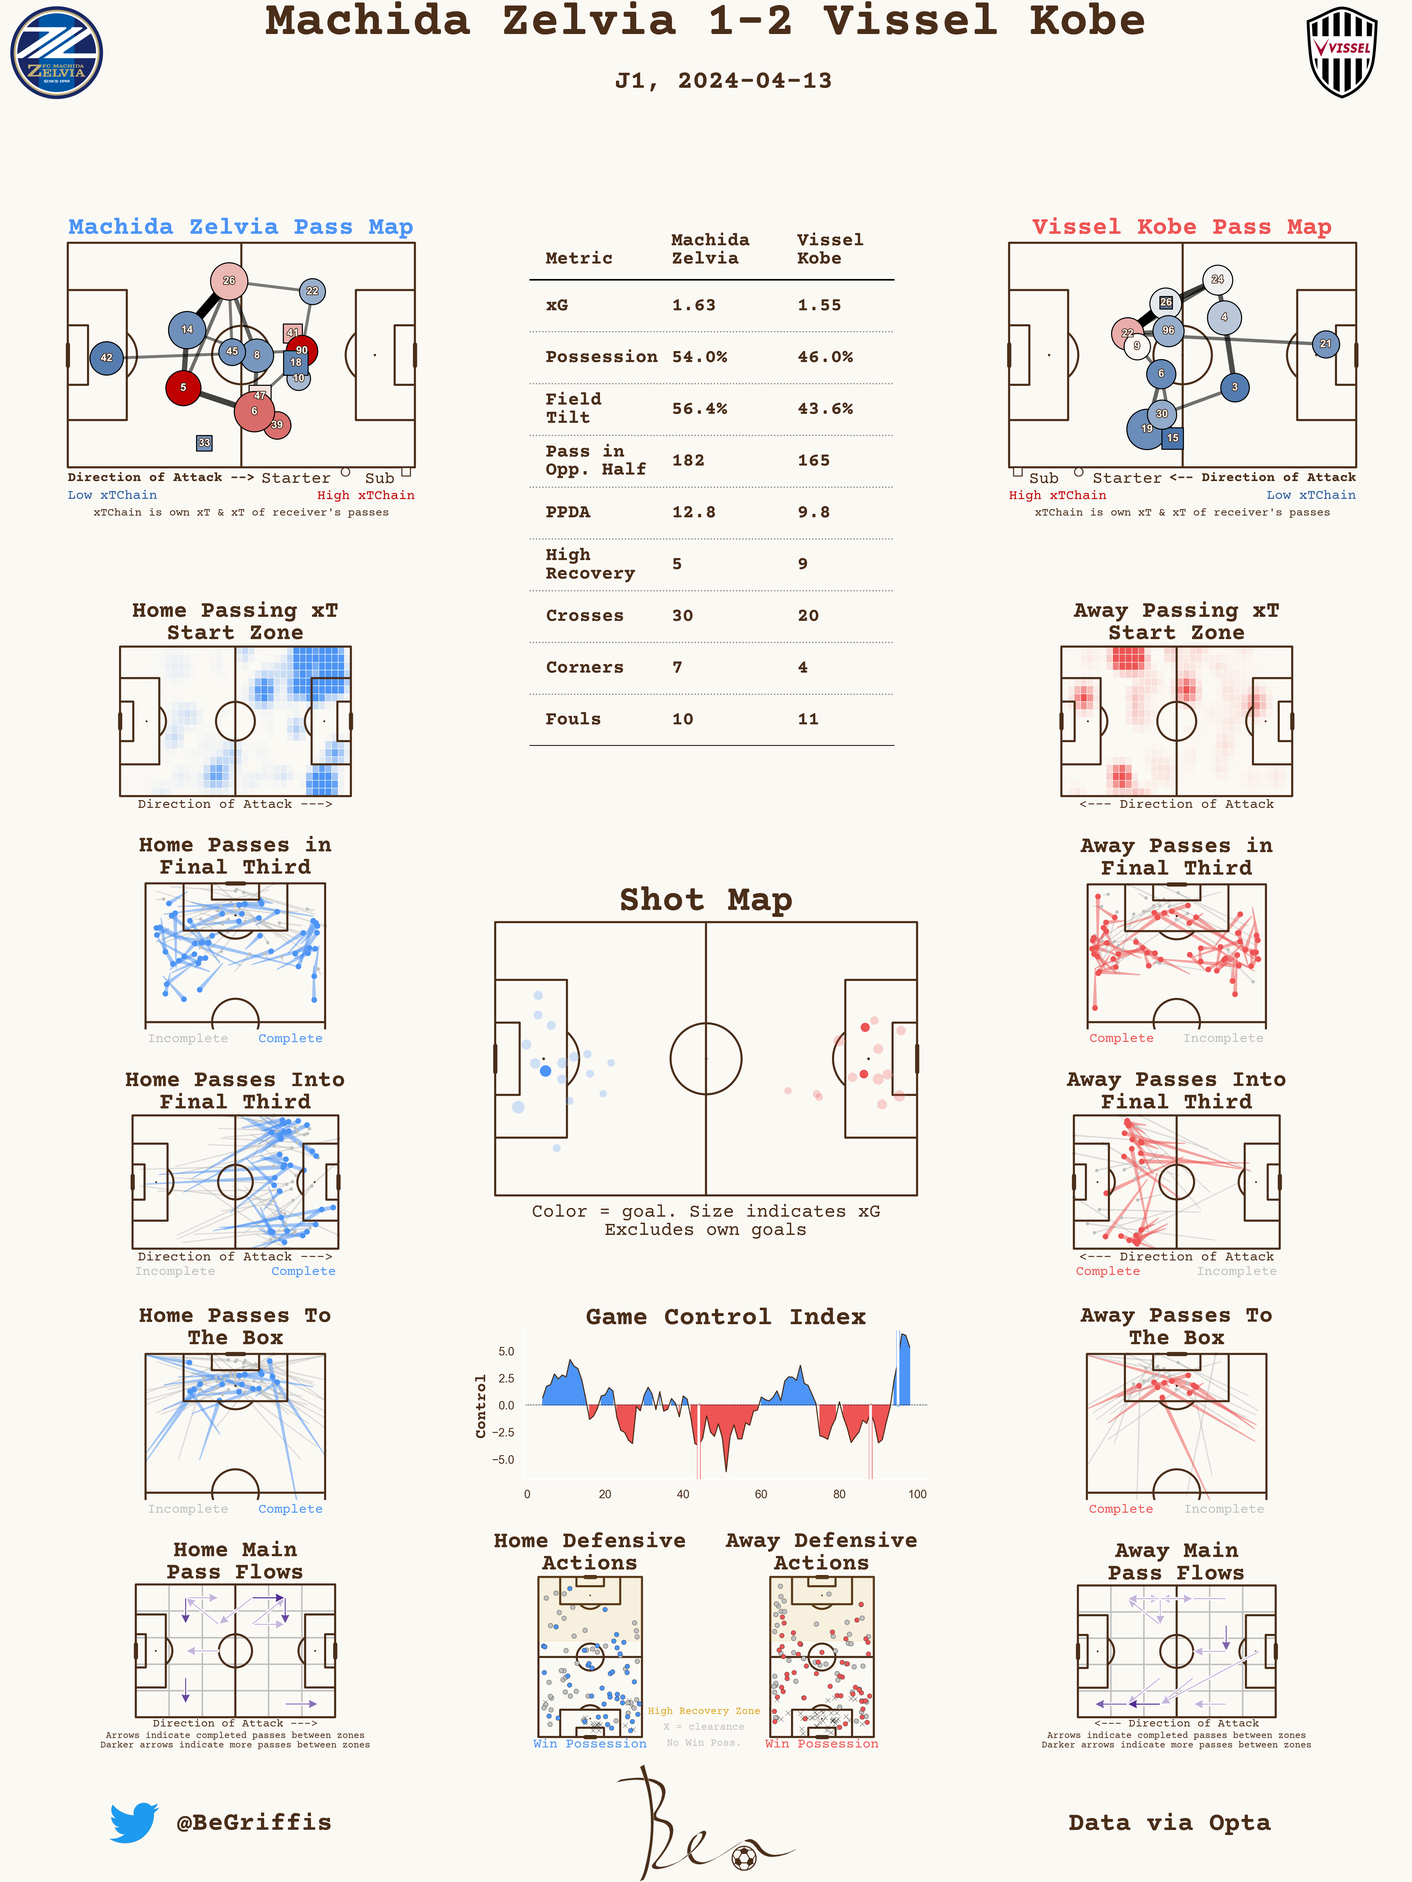 Machida Zelvia 1-2 Vissel Kobe
J1, 2024-04-13
FC MACHIDA
ZELVIA
SINCE 1989
VISSEL
Machida Zelvia Pass Map
26
22
14
41
42
45
8
90
18
10
5
47
6
39
33
Direction of Attack --> Starter Sub
Low xTChain High xTChain
xTChain is own xT & xT of receiver's passes
Metric Machida Zelvia Vissel Kobe
xG 1.63 1.55
Possession 54.0% 46.0%
Field Tilt 56.4% 43.6%
Pass in Opp. Half 182 165
PPDA 12.8 9.8
High Recovery 5 9
Crosses 30 20
Corners 7 4
Fouls 10 11
Vissel Kobe Pass Map
24
26
4
22
96
9
21
6
3
30
19
15
Sub Starter <-- Direction of Attack
High xTChain Low xTChain
xTChain is own xT & xT of receiver's passes
Home Passing xT
Start Zone
Direction of Attack --->
Away Passing xT
Start Zone
<--- Direction of Attack
Home Passes in
Final Third
Incomplete Complete
Away Passes in
Final Third
Complete Incomplete
Shot Map
Color = goal. Size indicates xG
Excludes own goals
Home Passes Into
Final Third
Direction of Attack --->
Incomplete Complete
Away Passes Into
Final Third
<--- Direction of Attack
Complete Incomplete
Home Passes To
The Box
Incomplete Complete
Game Control Index
Control
5.0
2.5
0.0
−2.5
−5.0
0 20 40 60 80 100
Away Passes To
The Box
Complete Incomplete
Home Main
Pass Flows
Direction of Attack --->
Arrows indicate completed passes between zones
Darker arrows indicate more passes between zones
Home Defensive
Actions
Win Possession
Away Defensive
Actions
Win Possession
High Recovery Zone
X = clearance
No Win Poss.
Away Main
Pass Flows
<--- Direction of Attack
Arrows indicate completed passes between zones
Darker arrows indicate more passes between zones
@BeGriffis
Ben
Data via Opta